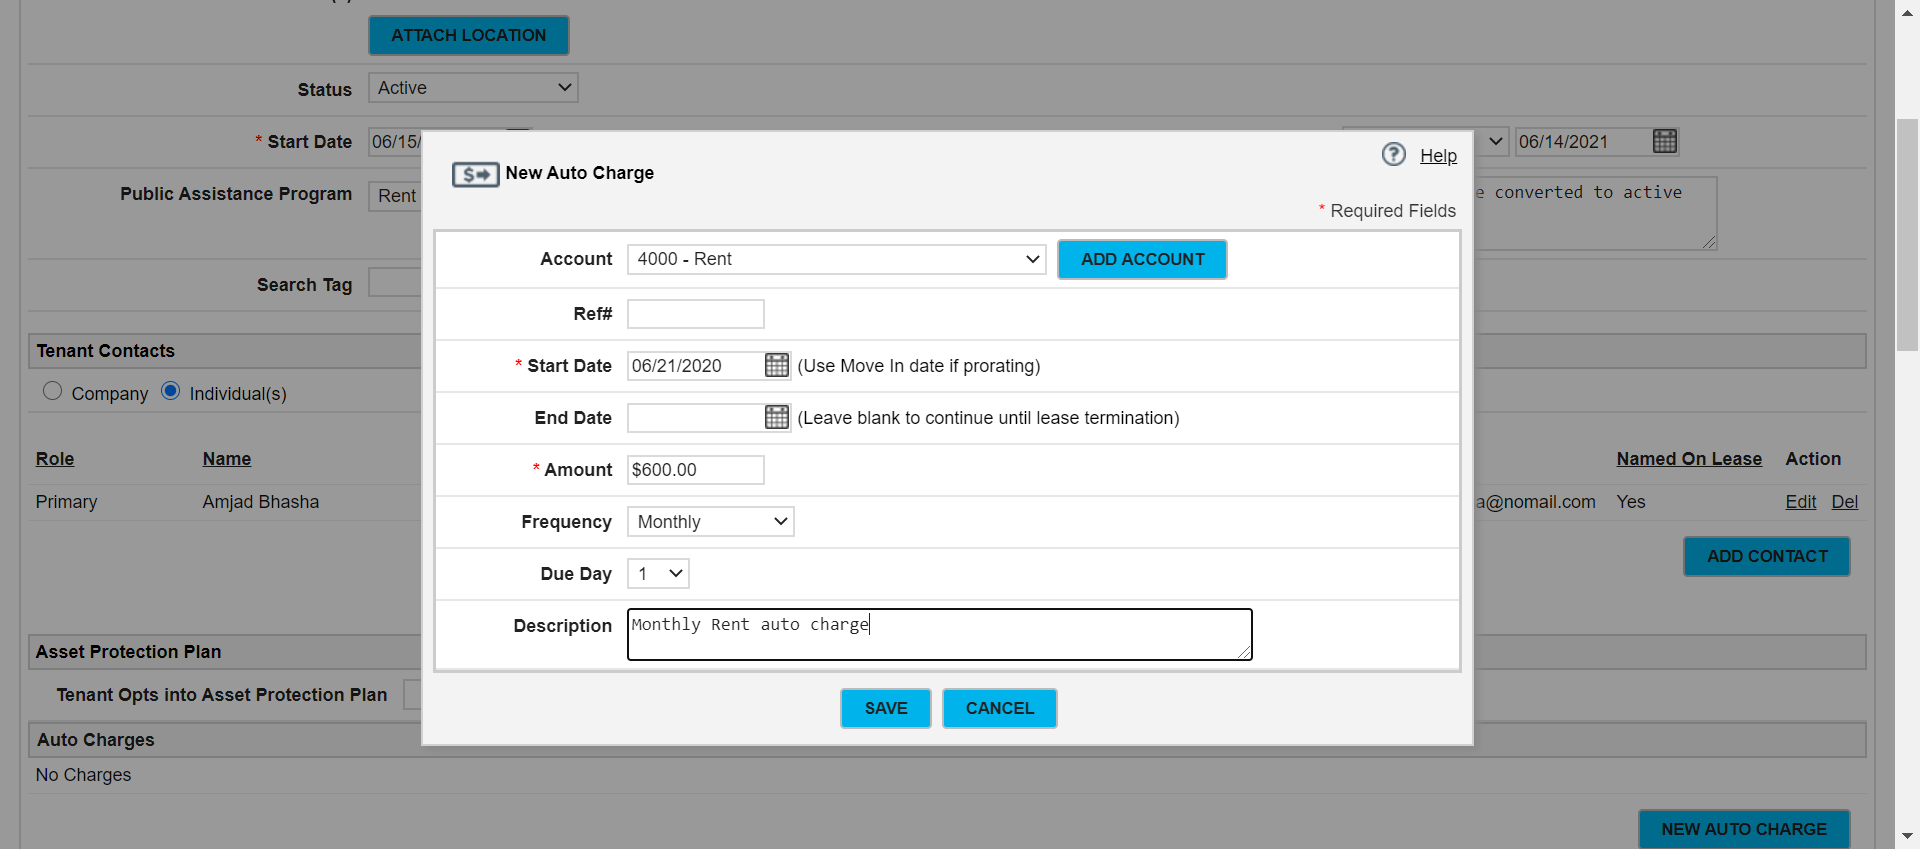 ATTACH LOCATION
Status Active
* Start Date 06/15/ 06/14/2021
Public Assistance Program Rent e converted to active
Search Tag
Tenant Contacts
Company Individual(s)
Role Name Named On Lease Action
Primary Amjad Bhasha a@nomail.com Yes Edit Del
ADD CONTACT
Asset Protection Plan
Tenant Opts into Asset Protection Plan
Auto Charges
No Charges
NEW AUTO CHARGE
$ New Auto Charge
? Help
* Required Fields
Account 4000 - Rent ADD ACCOUNT
Ref#
* Start Date 06/21/2020 (Use Move In date if prorating)
End Date (Leave blank to continue until lease termination)
* Amount $600.00
Frequency Monthly
Due Day 1
Description Monthly Rent auto charge
SAVE CANCEL